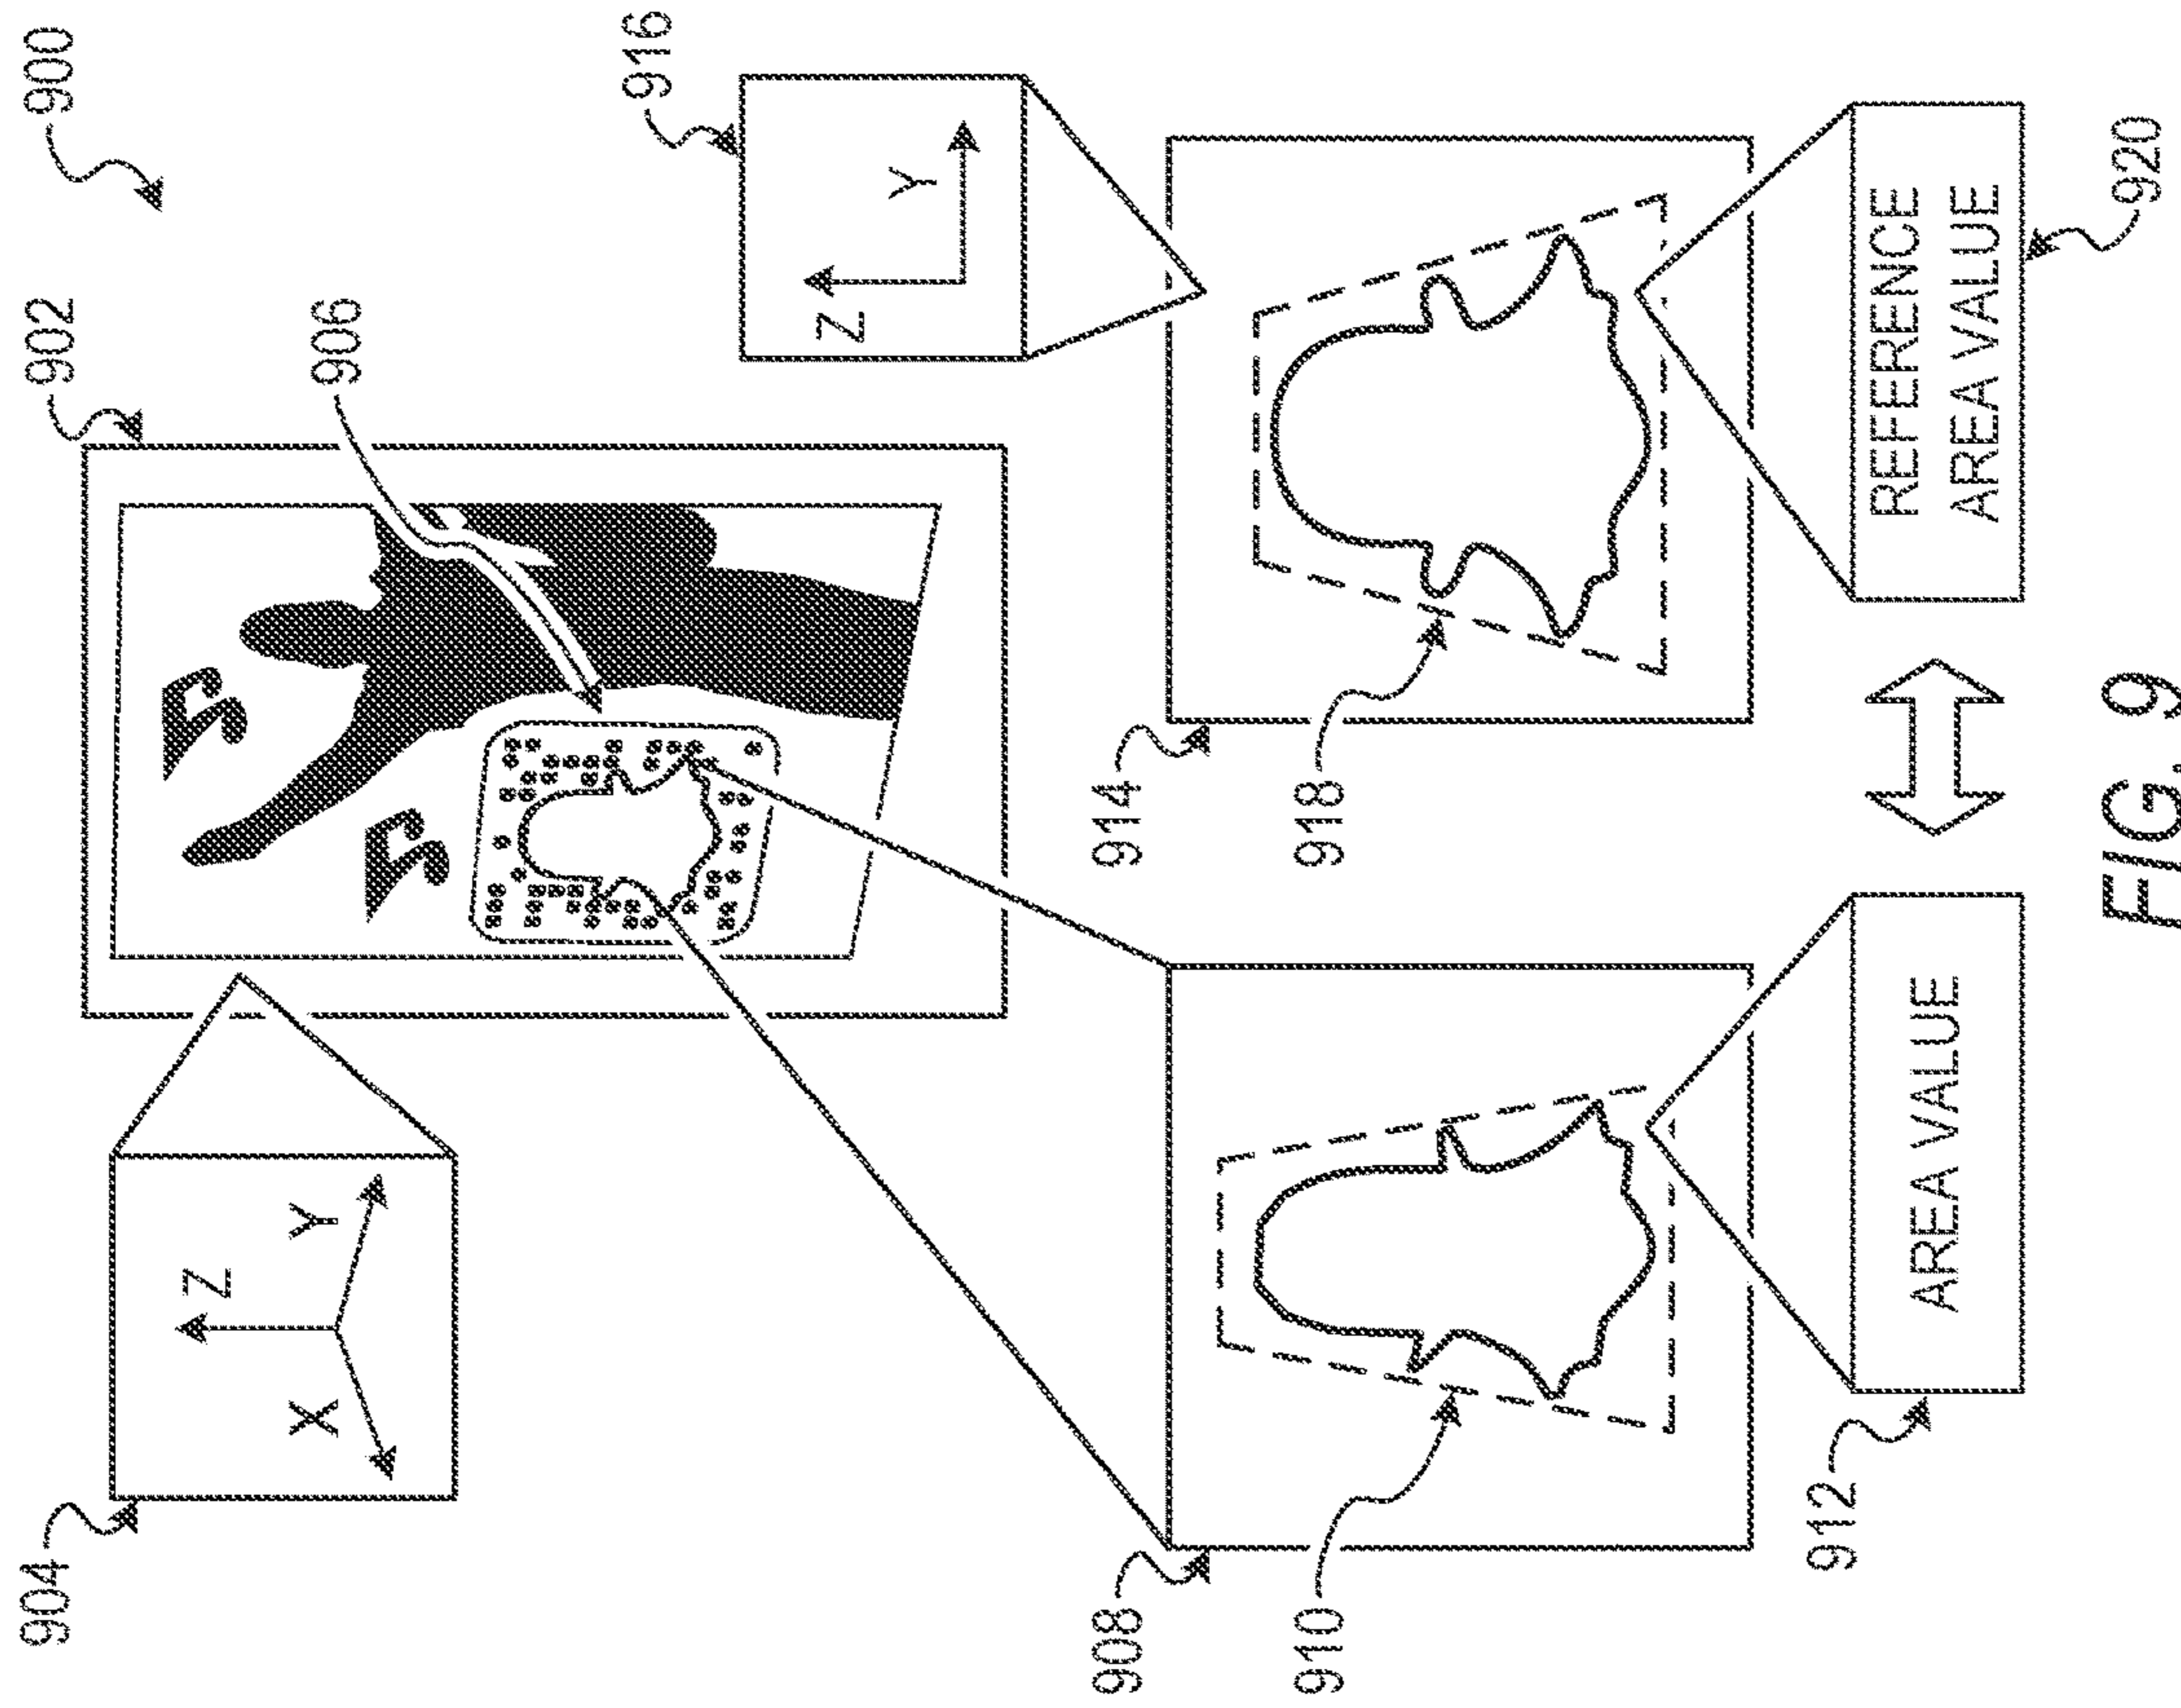 904
902
900
Z
X
Y
906
916
Y
Z
908
914
910
918
912
AREA VALUE
REFERENCE
AREA VALUE
920
FIG. 9